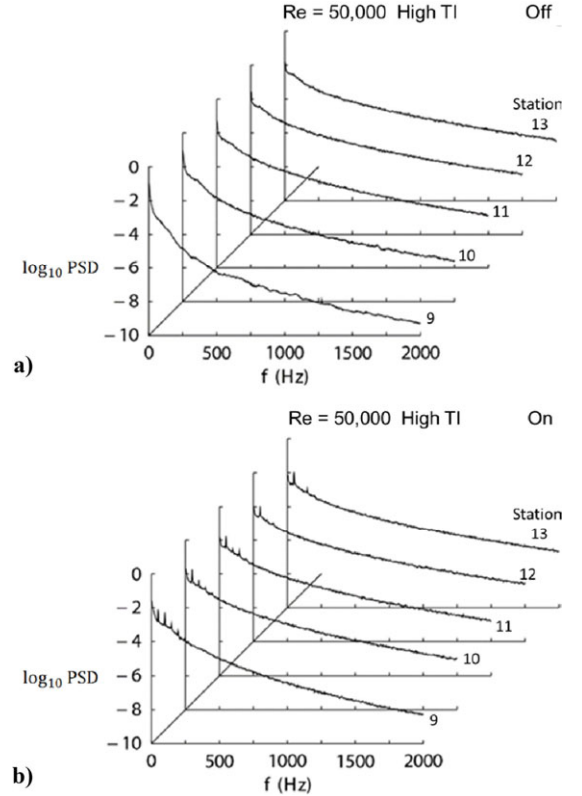 Re = 50,000 High TI Off
Station
13
12
11
10
9
0
−2
−4
−6
−8
−10
log₁₀ PSD
0 500 1000 1500 2000
f (Hz)
a)
Re = 50,000 High TI On
Station
13
12
11
10
9
0
−2
−4
−6
−8
−10
log₁₀ PSD
0 500 1000 1500 2000
f (Hz)
b)